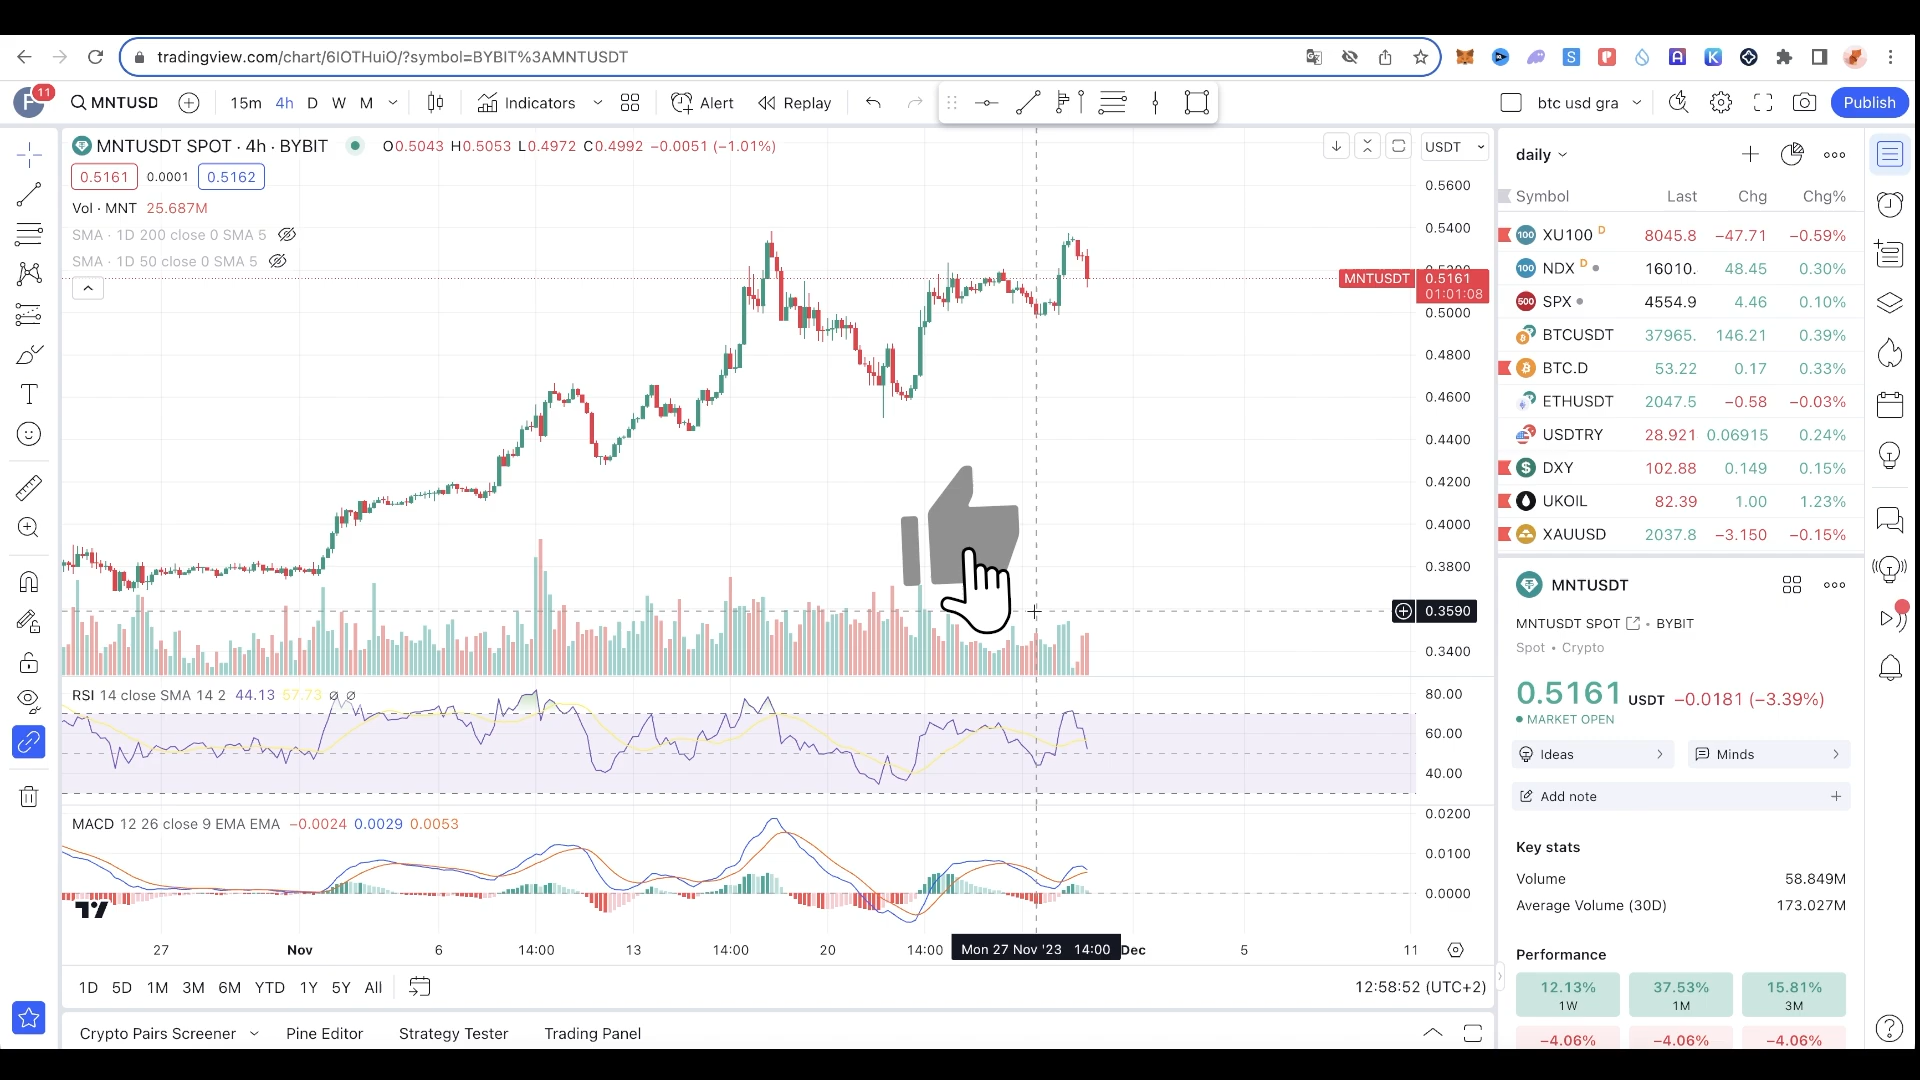 tradingview.com/chart/6IOTHuiO/?symbol=BYBIT%3AMNTUSDT
11
MNTUSD
15m 4h D W M
Indicators
Alert
Replay
btc usd gra
Publish
MNTUSDT SPOT · 4h · BYBIT
O0.5043 H0.5053 L0.4972 C0.4992 −0.0051 (−1.01%)
0.5161 0.0001 0.5162
Vol · MNT 25.687M
SMA · 1D 200 close 0 SMA 5
SMA · 1D 50 close 0 SMA 5
USDT
0.5600
0.5400
MNTUSDT 0.5161
01:01:08
0.5000
0.4800
0.4600
0.4400
0.4200
0.4000
0.3800
0.3590
0.3400
RSI 14 close SMA 14 2 44.13 57.73 ∅ ∅
80.00
60.00
40.00
MACD 12 26 close 9 EMA EMA −0.0024 0.0029 0.0053
0.0200
0.0100
0.0000
27 Nov 6 14:00 13 14:00 20 14:00 Mon 27 Nov '23 14:00 Dec 5 11
1D 5D 1M 3M 6M YTD 1Y 5Y All
12:58:52 (UTC+2)
Crypto Pairs Screener Pine Editor Strategy Tester Trading Panel
daily
Symbol Last Chg Chg%
XU100 D 8045.8 −47.71 −0.59%
NDX D 16010. 48.45 0.30%
SPX 4554.9 4.46 0.10%
BTCUSDT 37965. 146.21 0.39%
BTC.D 53.22 0.17 0.33%
ETHUSDT 2047.5 −0.58 −0.03%
USDTRY 28.921 0.06915 0.24%
DXY 102.88 0.149 0.15%
UKOIL 82.39 1.00 1.23%
XAUUSD 2037.8 −3.150 −0.15%
MNTUSDT
MNTUSDT SPOT • BYBIT
Spot • Crypto
0.5161 USDT −0.0181 (−3.39%)
MARKET OPEN
Ideas
Minds
Add note
Key stats
Volume 58.849M
Average Volume (30D) 173.027M
Performance
12.13% 37.53% 15.81%
1W 1M 3M
−4.06% −4.06% −4.06%